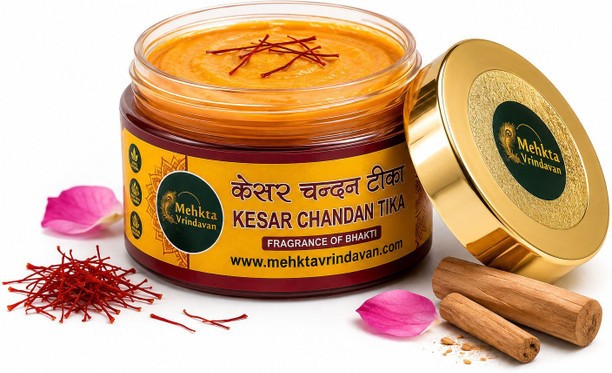 Mehkta
Vrindavan
केसर चन्दन टीका
KESAR CHANDAN TIKA
FRAGRANCE OF BHAKTI
www.mehktavrindavan.com
Mehkta
Vrindavan